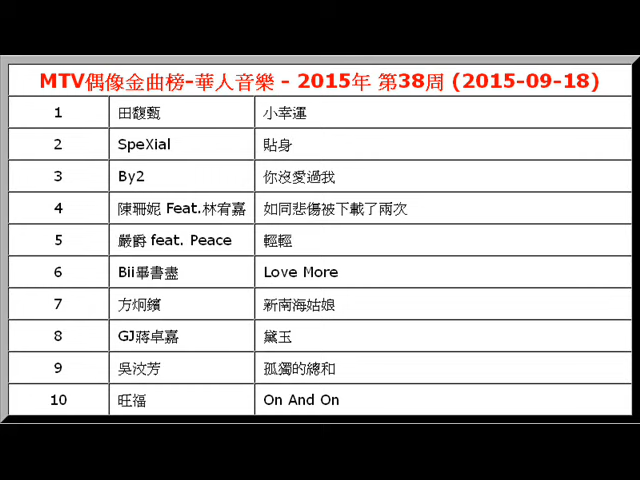 MTV偶像金曲榜-華人音樂 - 2015年 第38周 (2015-09-18)
1 田馥甄 小幸運
2 SpeXial 貼身
3 By2 你沒愛過我
4 陳珊妮 Feat.林宥嘉 如同悲傷被下載了兩次
5 嚴爵 feat. Peace 輕輕
6 Bii畢書盡 Love More
7 方炯鑌 新南海姑娘
8 GJ蔣卓嘉 黛玉
9 吳汶芳 孤獨的總和
10 旺福 On And On